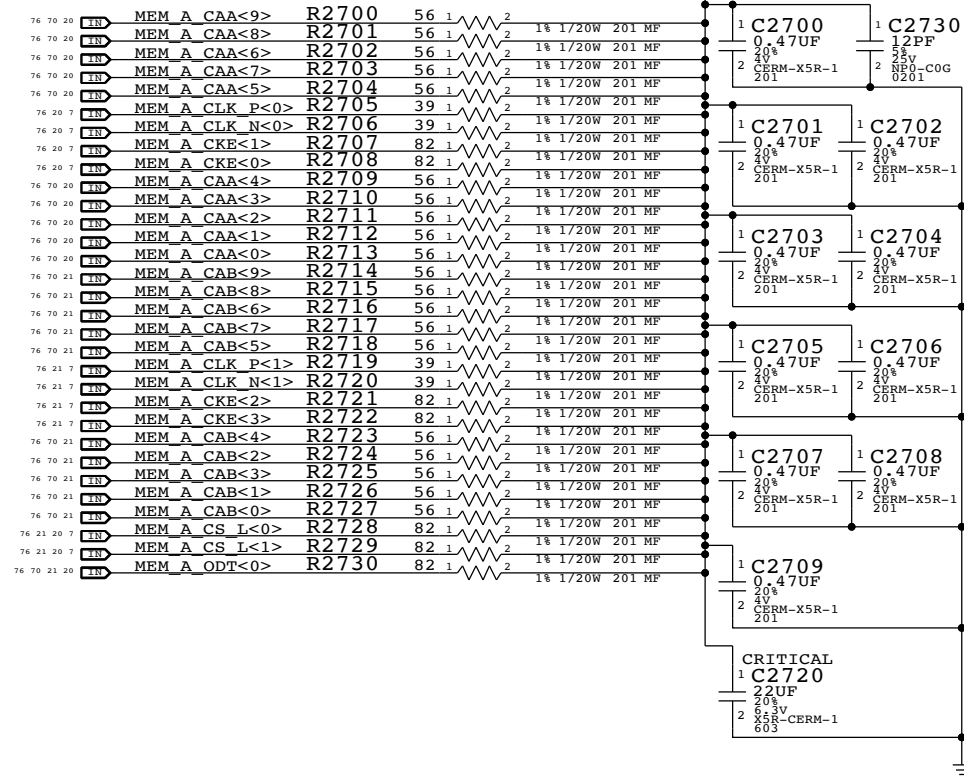 76 70 20 IN MEM_A_CAA<9> R2700 56 1 2 1% 1/20W 201 MF
76 70 20 IN MEM_A_CAA<8> R2701 56 1 2 1% 1/20W 201 MF
76 70 20 IN MEM_A_CAA<6> R2702 56 1 2 1% 1/20W 201 MF
76 70 20 IN MEM_A_CAA<7> R2703 56 1 2 1% 1/20W 201 MF
76 70 20 IN MEM_A_CAA<5> R2704 56 1 2 1% 1/20W 201 MF
76 20 7 IN MEM_A_CLK_P<0> R2705 39 1 2 1% 1/20W 201 MF
76 20 7 IN MEM_A_CLK_N<0> R2706 39 1 2 1% 1/20W 201 MF
76 20 7 IN MEM_A_CKE<1> R2707 82 1 2 1% 1/20W 201 MF
76 20 7 IN MEM_A_CKE<0> R2708 82 1 2 1% 1/20W 201 MF
76 70 20 IN MEM_A_CAA<4> R2709 56 1 2 1% 1/20W 201 MF
76 70 20 IN MEM_A_CAA<3> R2710 56 1 2 1% 1/20W 201 MF
76 70 20 IN MEM_A_CAA<2> R2711 56 1 2 1% 1/20W 201 MF
76 70 20 IN MEM_A_CAA<1> R2712 56 1 2 1% 1/20W 201 MF
76 70 20 IN MEM_A_CAA<0> R2713 56 1 2 1% 1/20W 201 MF
76 70 21 IN MEM_A_CAB<9> R2714 56 1 2 1% 1/20W 201 MF
76 70 21 IN MEM_A_CAB<8> R2715 56 1 2 1% 1/20W 201 MF
76 70 21 IN MEM_A_CAB<6> R2716 56 1 2 1% 1/20W 201 MF
76 70 21 IN MEM_A_CAB<7> R2717 56 1 2 1% 1/20W 201 MF
76 70 21 IN MEM_A_CAB<5> R2718 56 1 2 1% 1/20W 201 MF
76 21 7 IN MEM_A_CLK_P<1> R2719 39 1 2 1% 1/20W 201 MF
76 21 7 IN MEM_A_CLK_N<1> R2720 39 1 2 1% 1/20W 201 MF
76 21 7 IN MEM_A_CKE<2> R2721 82 1 2 1% 1/20W 201 MF
76 21 7 IN MEM_A_CKE<3> R2722 82 1 2 1% 1/20W 201 MF
76 70 21 IN MEM_A_CAB<4> R2723 56 1 2 1% 1/20W 201 MF
76 70 21 IN MEM_A_CAB<2> R2724 56 1 2 1% 1/20W 201 MF
76 70 21 IN MEM_A_CAB<3> R2725 56 1 2 1% 1/20W 201 MF
76 70 21 IN MEM_A_CAB<1> R2726 56 1 2 1% 1/20W 201 MF
76 70 21 IN MEM_A_CAB<0> R2727 56 1 2 1% 1/20W 201 MF
76 21 20 7 IN MEM_A_CS_L<0> R2728 82 1 2 1% 1/20W 201 MF
76 21 20 7 IN MEM_A_CS_L<1> R2729 82 1 2 1% 1/20W 201 MF
76 70 21 20 IN MEM_A_ODT<0> R2730 82 1 2 1% 1/20W 201 MF
1 C2700
0.47UF
20%
4V
2 CERM-X5R-1
201
1 C2730
12PF
5%
25V
2 NP0-C0G
0201
1 C2701
0.47UF
20%
4V
2 CERM-X5R-1
201
1 C2702
0.47UF
20%
4V
2 CERM-X5R-1
201
1 C2703
0.47UF
20%
4V
2 CERM-X5R-1
201
1 C2704
0.47UF
20%
4V
2 CERM-X5R-1
201
1 C2705
0.47UF
20%
4V
2 CERM-X5R-1
201
1 C2706
0.47UF
20%
4V
2 CERM-X5R-1
201
1 C2707
0.47UF
20%
4V
2 CERM-X5R-1
201
1 C2708
0.47UF
20%
4V
2 CERM-X5R-1
201
1 C2709
0.47UF
20%
4V
2 CERM-X5R-1
201
CRITICAL
1 C2720
22UF
20%
6.3V
2 X5R-CERM-1
603